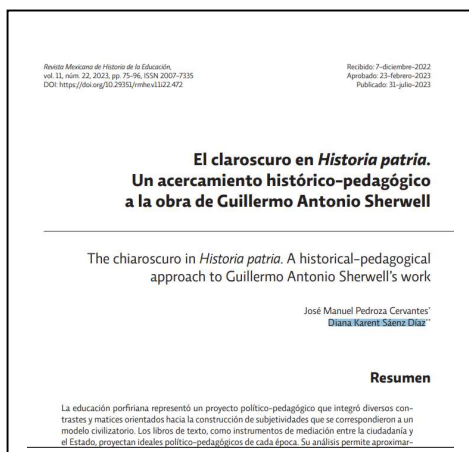 Revista Mexicana de Historia de la Educación,
vol. 11, núm. 22, 2023, pp. 75-96, ISSN 2007-7335
DOI: https://doi.org/10.29351/rmhe.v11i22.472
Recibido: 7-diciembre-2022
Aprobado: 23-febrero-2023
Publicado: 31-julio-2023
El claroscuro en Historia patria.
Un acercamiento histórico-pedagógico
a la obra de Guillermo Antonio Sherwell
The chiaroscuro in Historia patria. A historical-pedagogical
approach to Guillermo Antonio Sherwell's work
José Manuel Pedroza Cervantes*
Diana Karent Sáenz Díaz**
Resumen
La educación porfiriana representó un proyecto político-pedagógico que integró diversos con-
trastes y matices orientados hacia la construcción de subjetividades que se correspondieron a un
modelo civilizatorio. Los libros de texto, como instrumentos de mediación entre la ciudadanía y
el Estado, proyectan ideales político-pedagógicos de cada época. Su análisis permite aproximar-